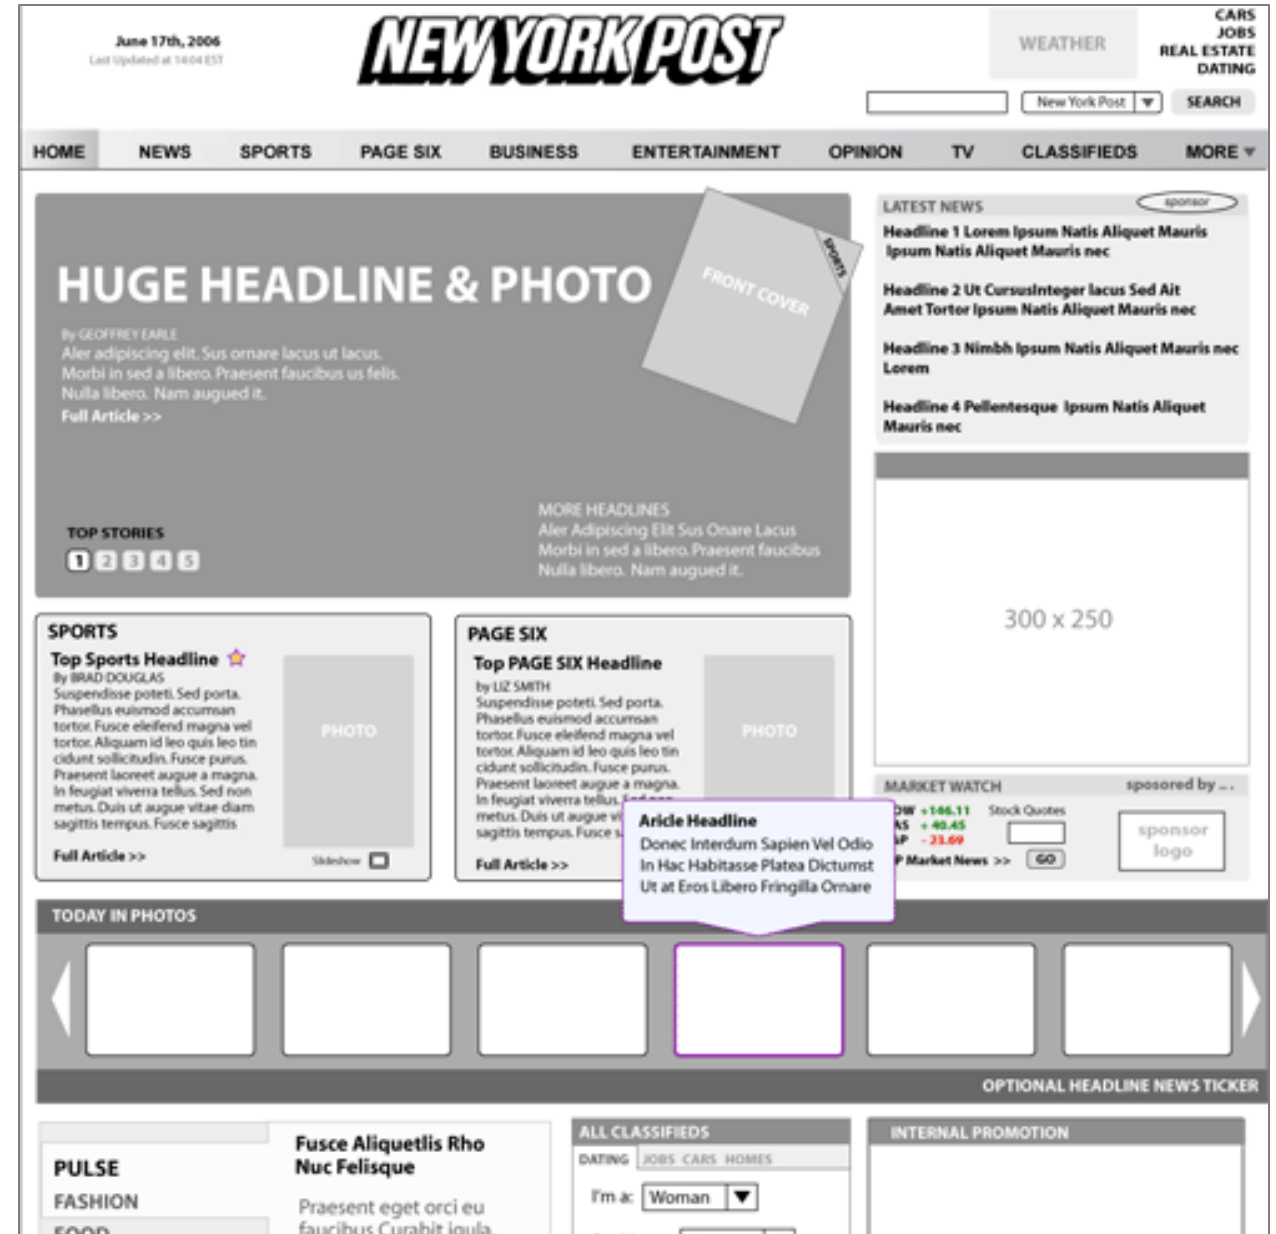 June 17th, 2006
Last Updated at 14:04 EST
NEW YORK POST
WEATHER
CARS
JOBS
REAL ESTATE
DATING
New York Post
SEARCH
HOME NEWS SPORTS PAGE SIX BUSINESS ENTERTAINMENT OPINION TV CLASSIFIEDS MORE
HUGE HEADLINE & PHOTO
By GEOFFREY EARLE
Aler adipiscing elit. Sus ornare lacus ut lacus.
Morbi in sed a libero. Praesent faucibus us felis.
Nulla libero. Nam augued it.
Full Article >>
FRONT COVER
SPORTS
TOP STORIES
1 2 3 4 5
MORE HEADLINES
Aler Adipiscing Elit Sus Onare Lacus
Morbi in sed a libero. Praesent faucibus
Nulla libero. Nam augued it.
LATEST NEWS
sponsor
Headline 1 Lorem Ipsum Natis Aliquet Mauris
Ipsum Natis Aliquet Mauris nec
Headline 2 Ut CursusInteger lacus Sed Ait
Amet Tortor Ipsum Natis Aliquet Mauris nec
Headline 3 Nimbh Ipsum Natis Aliquet Mauris nec
Lorem
Headline 4 Pellentesque Ipsum Natis Aliquet
Mauris nec
300 x 250
SPORTS
Top Sports Headline
By BRAD DOUGLAS
Suspendisse poteti. Sed porta.
Phasellus euismod accumsan
tortor. Fusce eleifend magna vel
tortor. Aliquam id leo quis leo tin
cidunt sollicitudin. Fusce purus.
Praesent laoreet augue a magna.
In feugiat viverra tellus. Sed non
metus. Duis ut augue vitae diam
sagittis tempus. Fusce sagittis
Full Article >>
PHOTO
Slideshow
PAGE SIX
Top PAGE SIX Headline
by LIZ SMITH
Suspendisse poteti. Sed porta.
Phasellus euismod accumsan
tortor. Fusce eleifend magna vel
tortor. Aliquam id leo quis leo tin
cidunt sollicitudin. Fusce purus.
Praesent laoreet augue a magna.
In feugiat viverra tellus.
metus. Duis ut augue
sagittis tempus. Fusce
Full Article >>
PHOTO
Aricle Headline
Donec Interdum Sapien Vel Odio
In Hac Habitasse Platea Dictumst
Ut at Eros Libero Fringilla Ornare
MARKET WATCH
sposored by ...
+146.11
+ 40.45
- 23.69
Stock Quotes
Market News >>
GO
sponsor
logo
TODAY IN PHOTOS
OPTIONAL HEADLINE NEWS TICKER
PULSE
FASHION
FOOD
Fusce Aliquetlis Rho
Nuc Felisque
Praesent eget orci eu
faucibus Curabit igula.
ALL CLASSIFIEDS
DATING JOBS CARS HOMES
I'm a: Woman
INTERNAL PROMOTION